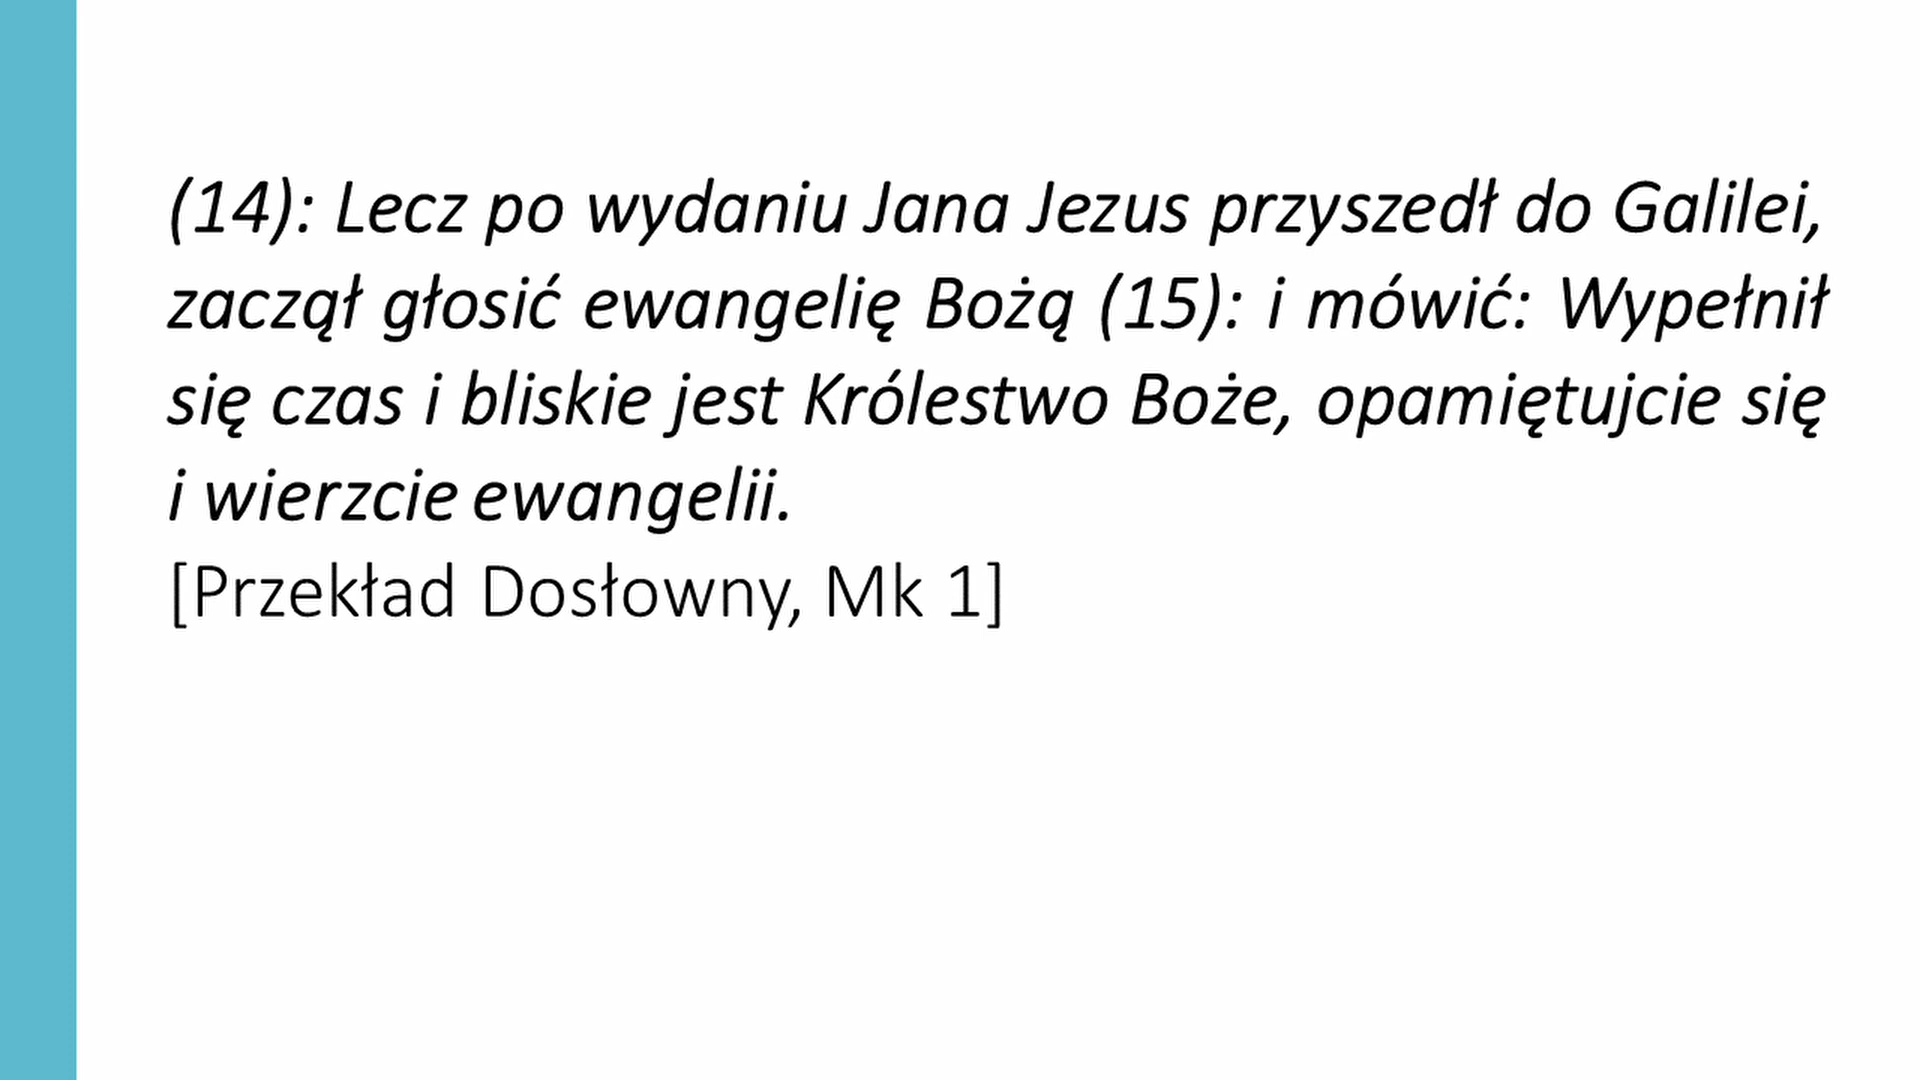 (14): Lecz po wydaniu Jana Jezus przyszedł do Galilei,
zaczął głosić ewangelię Bożą (15): i mówić: Wypełnił
się czas i bliskie jest Królestwo Boże, opamiętujcie się
i wierzcie ewangelii.
[Przekład Dosłowny, Mk 1]